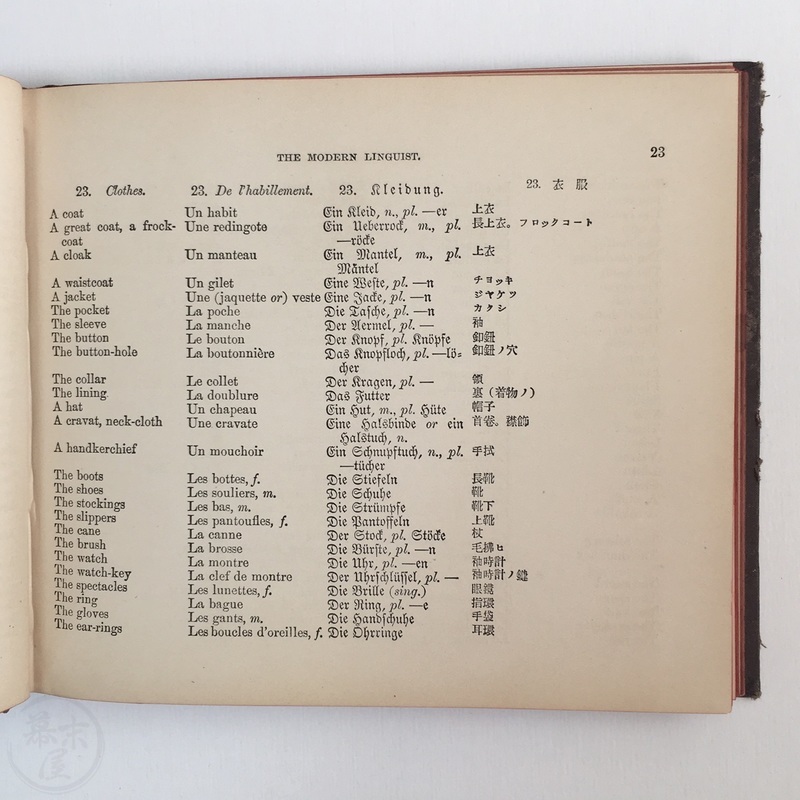 THE MODERN LINGUIST. 23
23. Clothes. 23. De l'habillement. 23. Kleidung. 23. 衣服
A coat Un habit Ein Kleid, n., pl. —er 上衣
A great coat, a frock- Une redingote Ein Ueberrock, m., pl. 長上衣。フロックコート
coat —röcke
A cloak Un manteau Ein Mantel, m., pl. 上衣
Mäntel
A waistcoat Un gilet Eine Weste, pl. —n チヨッキ
A jacket Une (jaquette or) veste Eine Jacke, pl. —n ジヤケツ
The pocket La poche Die Tasche, pl. —n カクシ
The sleeve La manche Der Aermel, pl. — 袖
The button Le bouton Der Knopf, pl. Knöpfe 釦鈕
The button-hole La boutonnière Das Knopfloch, pl. —lö= 釦鈕ノ穴
cher
The collar Le collet Der Kragen, pl. — 領
The lining La doublure Das Futter 裏(着物ノ)
A hat Un chapeau Ein Hut, m., pl. Hüte 帽子
A cravat, neck-cloth Une cravate Eine Halsbinde or ein 首卷。襟飾
Halstuch, n.
A handkerchief Un mouchoir Ein Schnupftuch, n., pl. 手拭
—tücher
The boots Les bottes, f. Die Stiefeln 長靴
The shoes Les souliers, m. Die Schuhe 靴
The stockings Les bas, m. Die Strümpfe 靴下
The slippers Les pantoufles, f. Die Pantoffeln 上靴
The cane La canne Der Stock, pl. Stöcke 杖
The brush La brosse Die Bürste, pl. —n 毛拂ヒ
The watch La montre Die Uhr, pl. —en 袖時計
The watch-key La clef de montre Der Uhrschlüssel, pl. — 袖時計ノ鍵
The spectacles Les lunettes, f. Die Brille (sing.) 眼鏡
The ring La bague Der Ring, pl. —e 指環
The gloves Les gants, m. Die Handschuhe 手袋
The ear-rings Les boucles d'oreilles, f. Die Ohrringe 耳環
幕末屋